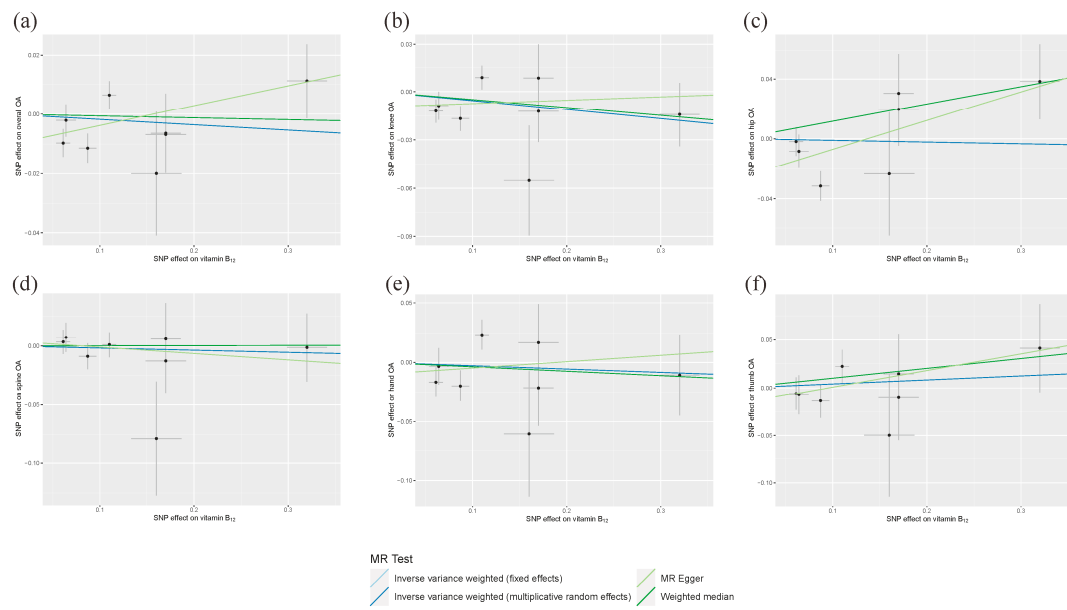 (a)
0.02
0.00
-0.02
-0.04
SNP effect on overall OA
0.1
0.2
0.3
SNP effect on vitamin B12
(b)
0.03
0.00
-0.03
-0.06
-0.09
SNP effect on knee OA
0.1
0.2
0.3
SNP effect on vitamin B12
(c)
0.04
0.00
-0.04
SNP effect on hip OA
0.1
0.2
0.3
SNP effect on vitamin B12
(d)
0.00
-0.05
-0.10
SNP effect on spine OA
0.1
0.2
0.3
SNP effect on vitamin B12
(e)
0.05
0.00
-0.05
-0.10
SNP effect on hand OA
0.1
0.2
0.3
SNP effect on vitamin B12
(f)
0.05
0.00
-0.05
-0.10
SNP effect or thumb OA
0.1
0.2
0.3
SNP effect on vitamin B12
MR Test
Inverse variance weighted (fixed effects)
Inverse variance weighted (multiplicative random effects)
MR Egger
Weighted median